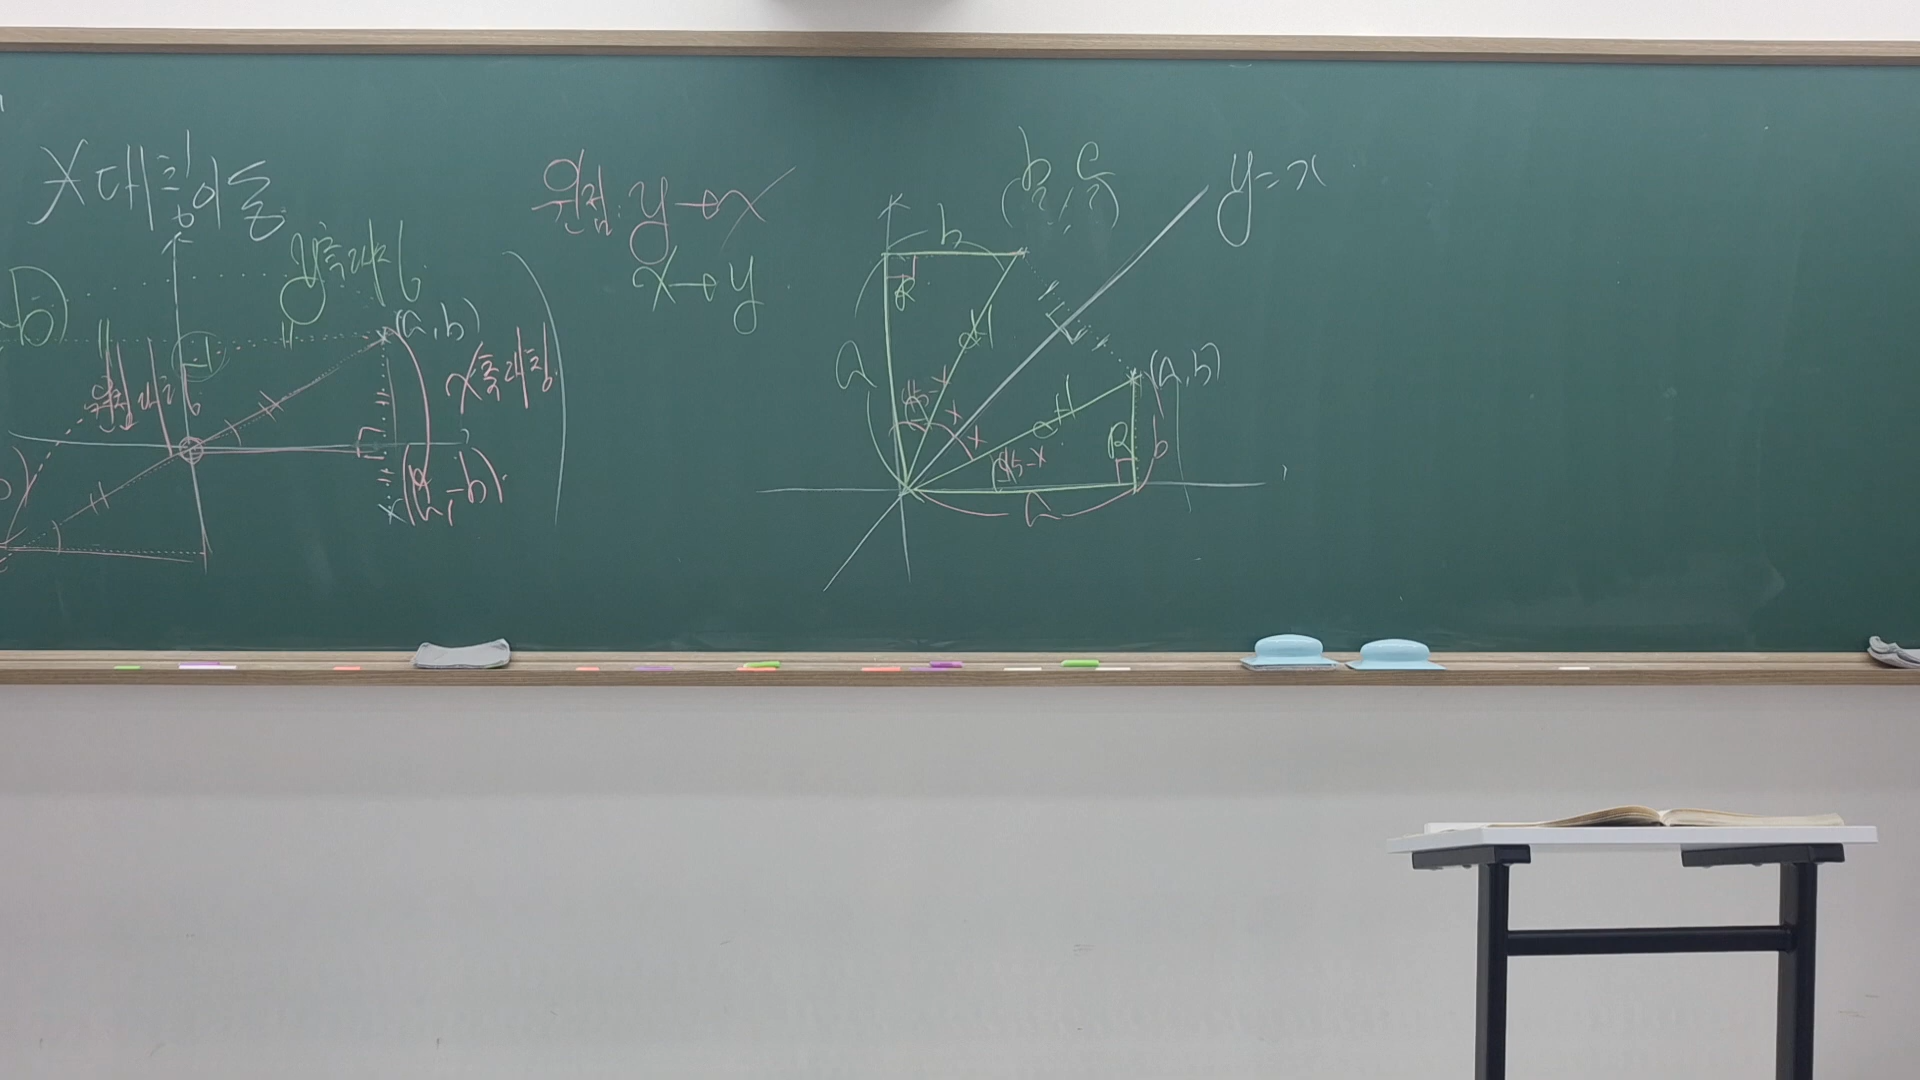 ※대칭이동
y축대칭
(a, b)
x축대칭
원점대칭
(a, -b)
원점: y→x
x→y
(b?, a?)
y=x
b
R
a
45-x
x
x
(a, b)
R
b
45-x
a